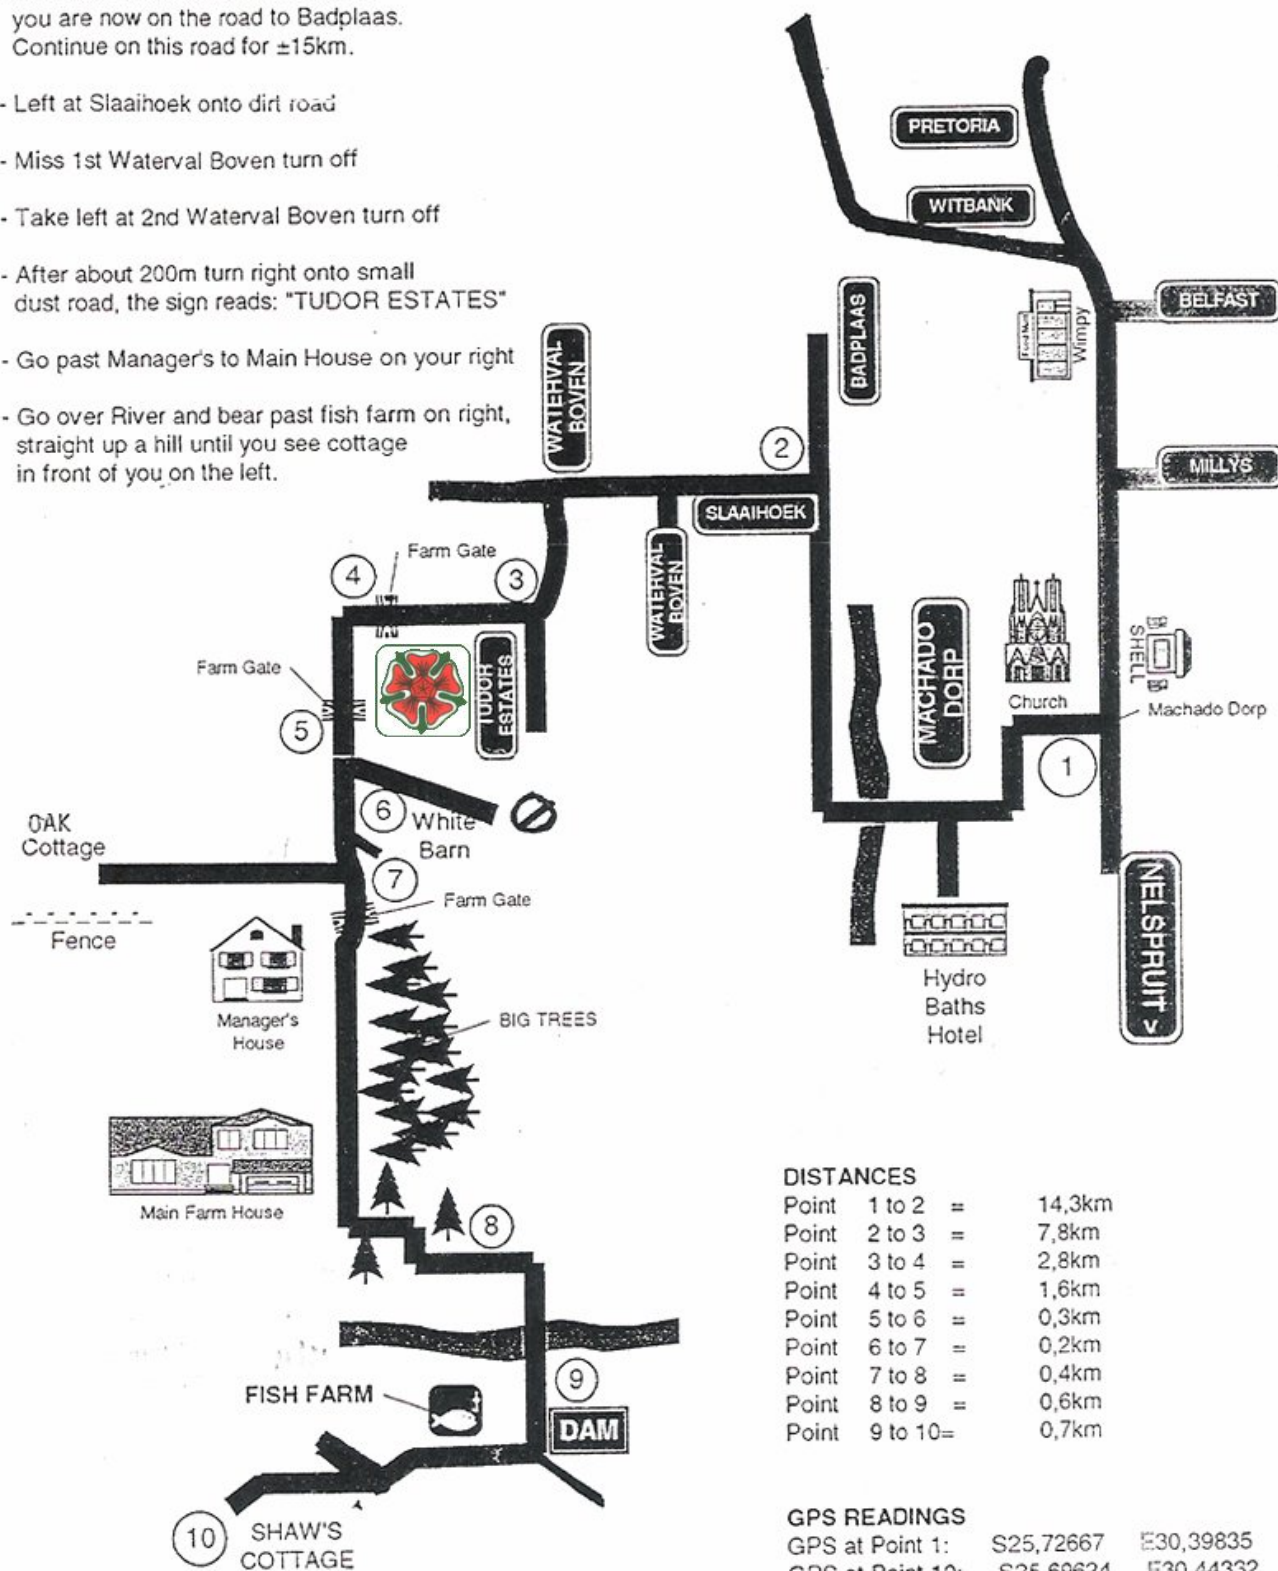 you are now on the road to Badplaas.
Continue on this road for ±15km.
- Left at Slaaihoek onto dirt road
- Miss 1st Waterval Boven turn off
- Take left at 2nd Waterval Boven turn off
- After about 200m turn right onto small
dust road, the sign reads: "TUDOR ESTATES"
- Go past Manager's to Main House on your right
- Go over River and bear past fish farm on right,
straight up a hill until you see cottage
in front of you on the left.
PRETORIA
WITBANK
BELFAST
BADPLAAS
Wimpy
WATERVAL
BOVEN
2
MILLYS
SLAAIHOEK
WATERVAL
BOVEN
Farm Gate
4
3
MACHADO
DORP
SHELL
Church
Machado Dorp
1
Farm Gate
TUDOR
ESTATES
5
6
White
Barn
OAK
Cottage
7
Farm Gate
Fence
NELSPRUIT
V
Hydro
Baths
Hotel
Manager's
House
BIG TREES
Main Farm House
8
9
FISH FARM
DAM
10
SHAW'S
COTTAGE
DISTANCES
Point 1 to 2 = 14,3km
Point 2 to 3 = 7,8km
Point 3 to 4 = 2,8km
Point 4 to 5 = 1,6km
Point 5 to 6 = 0,3km
Point 6 to 7 = 0,2km
Point 7 to 8 = 0,4km
Point 8 to 9 = 0,6km
Point 9 to 10= 0,7km
GPS READINGS
GPS at Point 1: S25,72667 E30,39835
GPS at Point 10: S25,69634 E30,44332